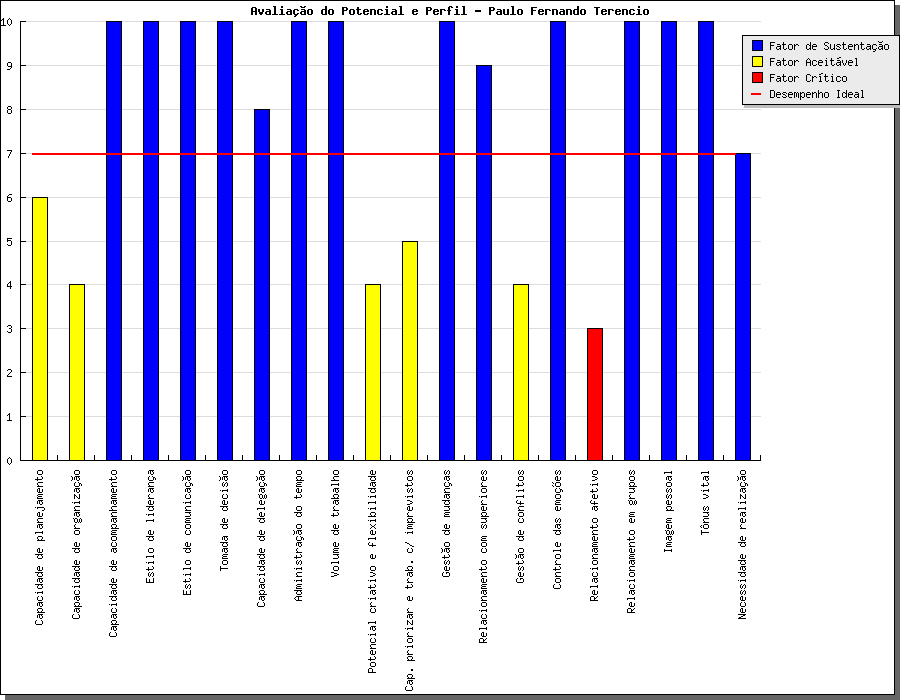 Avaliação do Potencial e Perfil - Paulo Fernando Terencio
Fator de Sustentação
Fator Aceitável
Fator Crítico
Desempenho Ideal
10
9
8
7
6
5
4
3
2
1
0
Capacidade de planejamento
Capacidade de organização
Capacidade de acompanhamento
Estilo de liderança
Estilo de comunicação
Tomada de decisão
Capacidade de delegação
Administração do tempo
Volume de trabalho
Potencial criativo e flexibilidade
Cap. priorizar e trab. c/ imprevistos
Gestão de mudanças
Relacionamento com superiores
Gestão de conflitos
Controle das emoções
Relacionamento afetivo
Relacionamento em grupos
Imagem pessoal
Tônus vital
Necessidade de realização